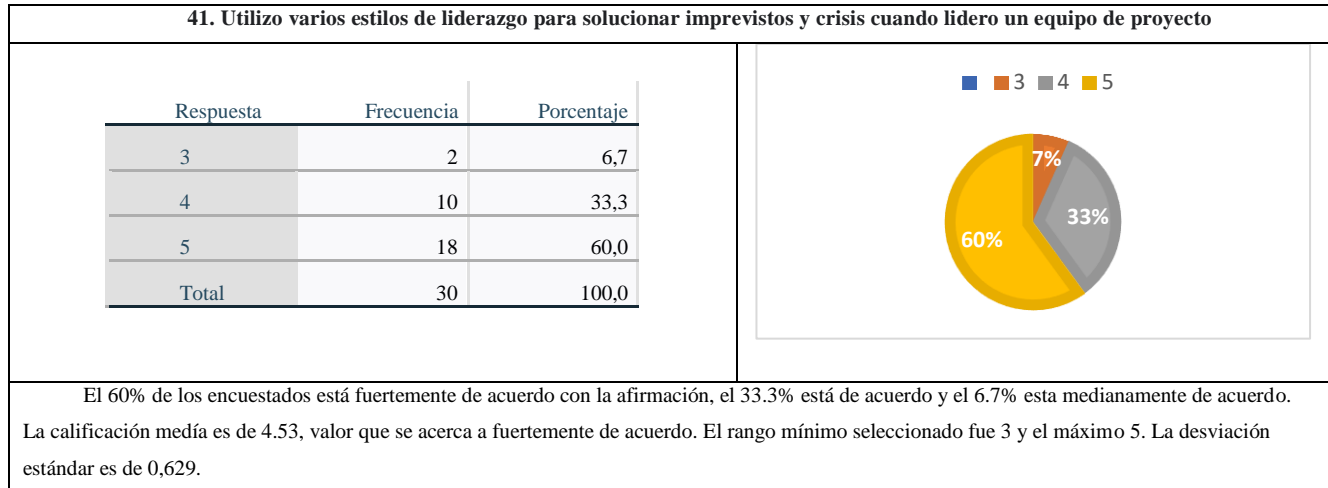 41. Utilizo varios estilos de liderazgo para solucionar imprevistos y crisis cuando lidero un equipo de proyecto
Respuesta Frecuencia Porcentaje
3 2 6,7
4 10 33,3
5 18 60,0
Total 30 100,0
3 4 5
7%
33%
60%
El 60% de los encuestados está fuertemente de acuerdo con la afirmación, el 33.3% está de acuerdo y el 6.7% esta medianamente de acuerdo.
La calificación medía es de 4.53, valor que se acerca a fuertemente de acuerdo. El rango mínimo seleccionado fue 3 y el máximo 5. La desviación
estándar es de 0,629.